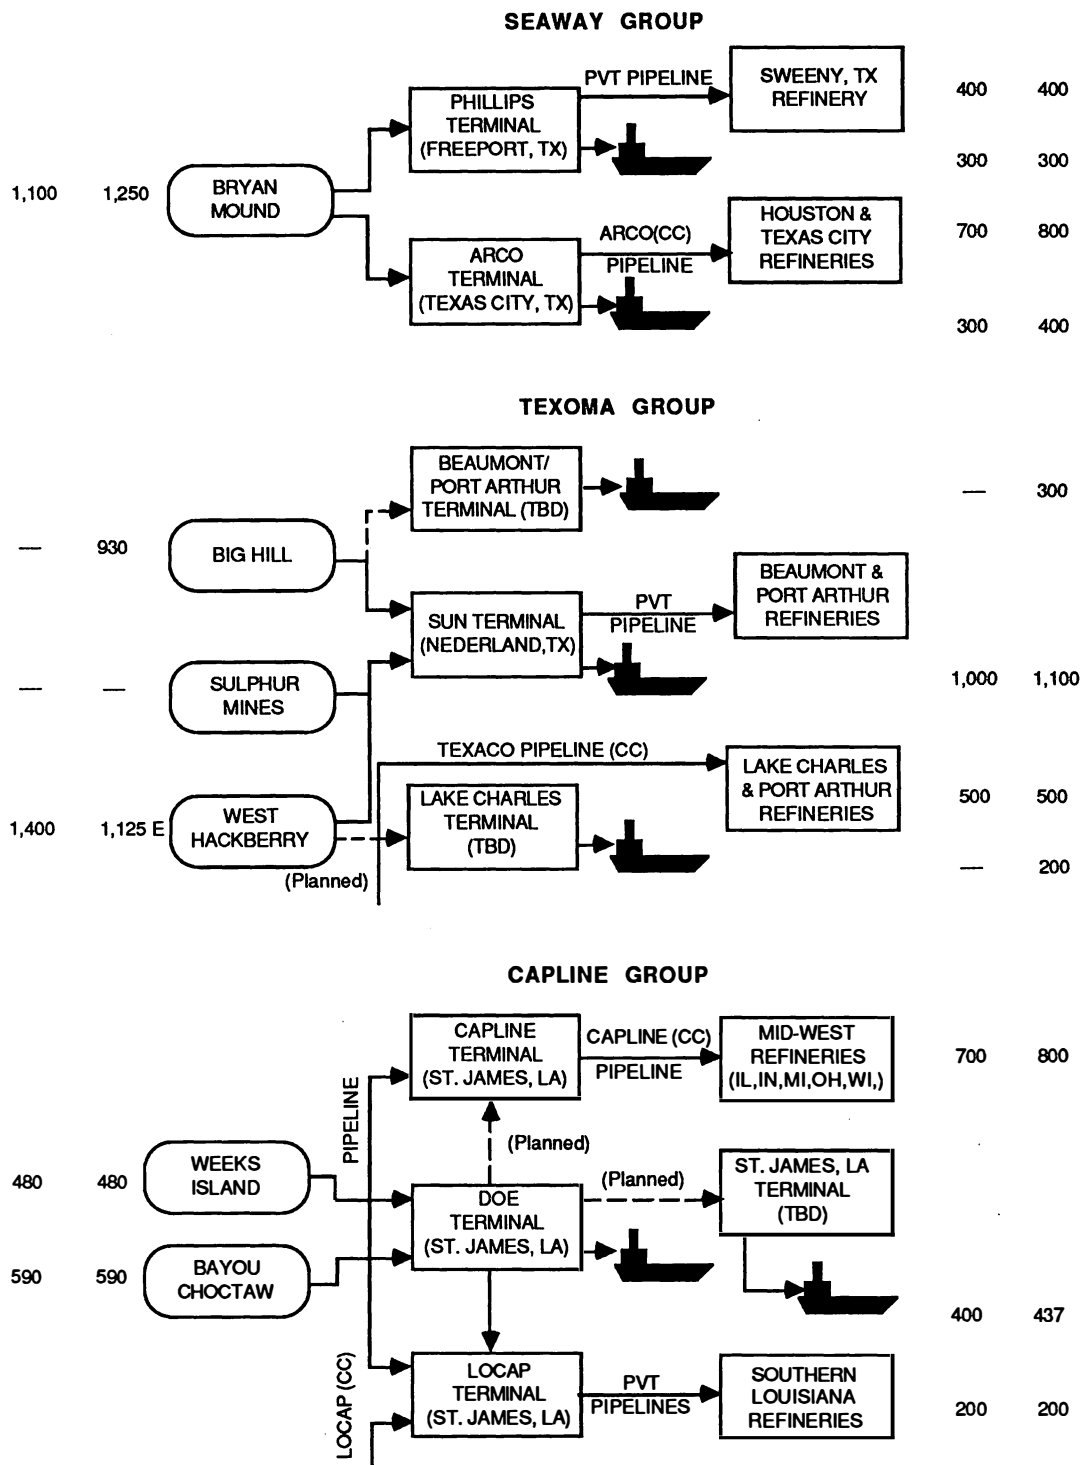 SEAWAY GROUP
PVT PIPELINE
SWEENY, TX
REFINERY
400 400
PHILLIPS
TERMINAL
(FREEPORT, TX)
300 300
1,100 1,250
BRYAN
MOUND
ARCO(CC)
PIPELINE
HOUSTON &
TEXAS CITY
REFINERIES
700 800
ARCO
TERMINAL
(TEXAS CITY, TX)
300 400
TEXOMA GROUP
BEAUMONT/
PORT ARTHUR
TERMINAL (TBD)
— 300
— 930
BIG HILL
SUN TERMINAL
(NEDERLAND,TX)
PVT
PIPELINE
BEAUMONT &
PORT ARTHUR
REFINERIES
— —
SULPHUR
MINES
1,000 1,100
TEXACO PIPELINE (CC)
LAKE CHARLES
& PORT ARTHUR
REFINERIES
500 500
1,400 1,125 E
WEST
HACKBERRY
(Planned)
LAKE CHARLES
TERMINAL
(TBD)
— 200
CAPLINE GROUP
CAPLINE
TERMINAL
(ST. JAMES, LA)
CAPLINE (CC)
PIPELINE
MID-WEST
REFINERIES
(IL,IN,MI,OH,WI,)
700 800
PIPELINE
(Planned)
480 480
WEEKS
ISLAND
DOE
TERMINAL
(ST. JAMES, LA)
(Planned)
ST. JAMES, LA
TERMINAL
(TBD)
590 590
BAYOU
CHOCTAW
400 437
LOCAP (CC)
LOCAP
TERMINAL
(ST. JAMES, LA)
PVT
PIPELINES
SOUTHERN
LOUISIANA
REFINERIES
200 200